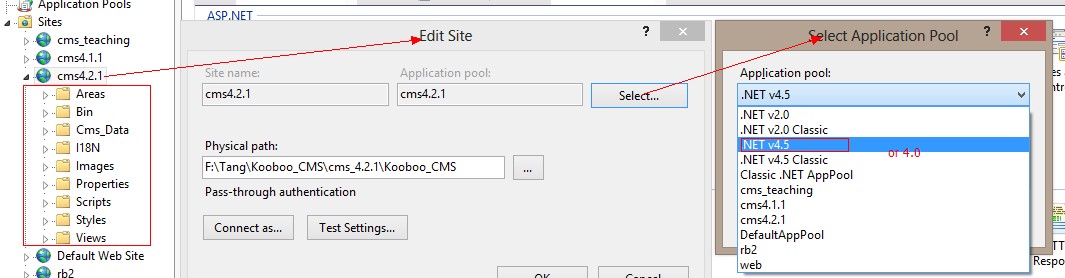 Application Pools
Sites
cms_teaching
cms4.1.1
cms4.2.1
Areas
Bin
Cms_Data
I18N
Images
Properties
Scripts
Styles
Views
Default Web Site
rb2
ASP.NET
Edit Site
?
Site name:
Application pool:
cms4.2.1
cms4.2.1
Select...
Physical path:
F:\Tang\Kooboo_CMS\cms_4.2.1\Kooboo_CMS
...
Pass-through authentication
Connect as...
Test Settings...
OK
Cancel
Select Application Pool
?
Application pool:
.NET v4.5
.NET v2.0
.NET v2.0 Classic
.NET v4.5
or 4.0
.NET v4.5 Classic
Classic .NET AppPool
cms_teaching
cms4.1.1
cms4.2.1
DefaultAppPool
rb2
web